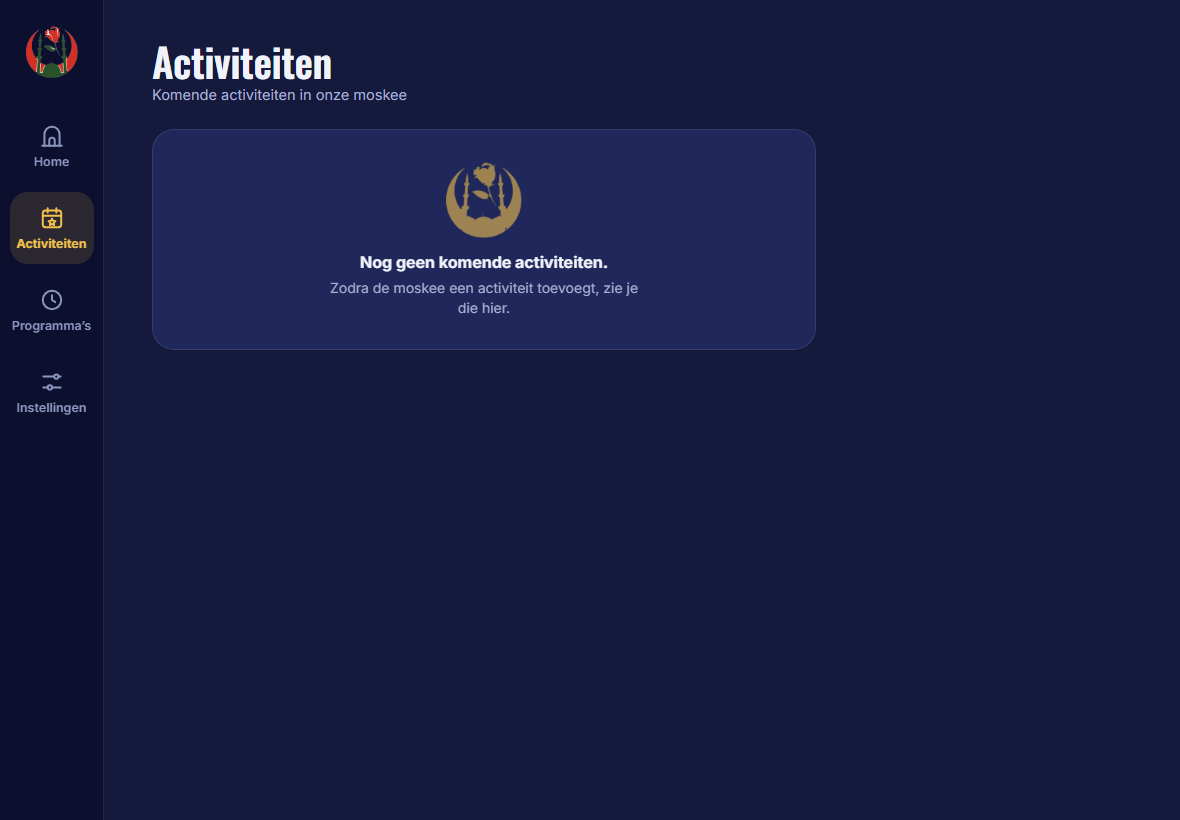 Activiteiten
Komende activiteiten in onze moskee
Home
Activiteiten
Programma's
Instellingen
Nog geen komende activiteiten.
Zodra de moskee een activiteit toevoegt, zie je
die hier.